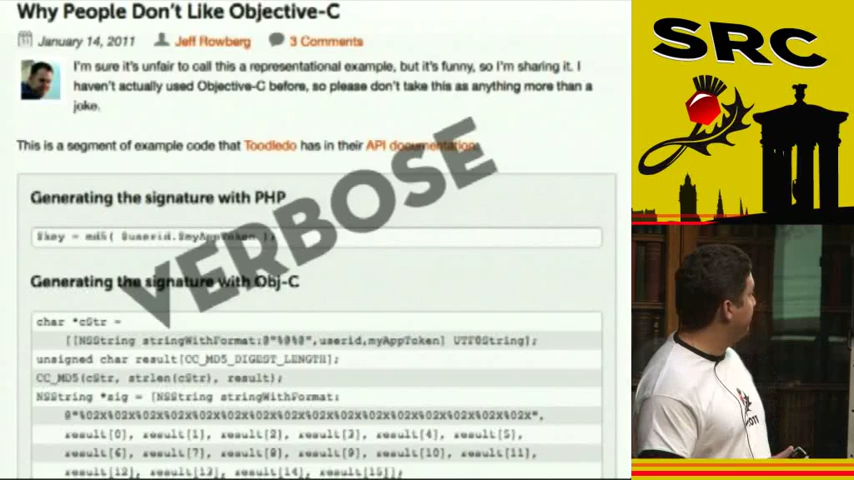 Why People Don't Like Objective-C
January 14, 2011 Jeff Rowberg 3 Comments
I'm sure it's unfair to call this a representational example, but it's funny, so I'm sharing it. I
haven't actually used Objective-C before, so please don't take this as anything more than a
joke.
This is a segment of example code that Toodledo has in their API documentation:
VERBOSE
Generating the signature with PHP
$key = md5( $userid.$myAppToken );
Generating the signature with Obj-C
char *cStr =
[[NSString stringWithFormat:@"%@%@",userid,myAppToken] UTF8String];
unsigned char result[CC_MD5_DIGEST_LENGTH];
CC_MD5(cStr, strlen(cStr), result);
NSString *sig = [NSString stringWithFormat:
@"%02X%02X%02X%02X%02X%02X%02X%02X%02X%02X%02X%02X%02X%02X%02X%02X",
result[0], result[1], result[2], result[3], result[4], result[5],
result[6], result[7], result[8], result[9], result[10], result[11],
result[12], result[13], result[14], result[15]];
SRC